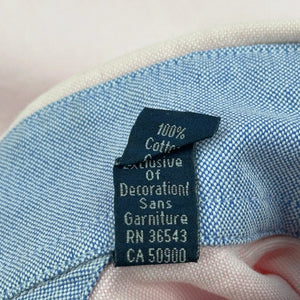 100%
Cotto
Exclusive
Of
Decoration!
Sans
Garniture
RN 36543
CA 50900